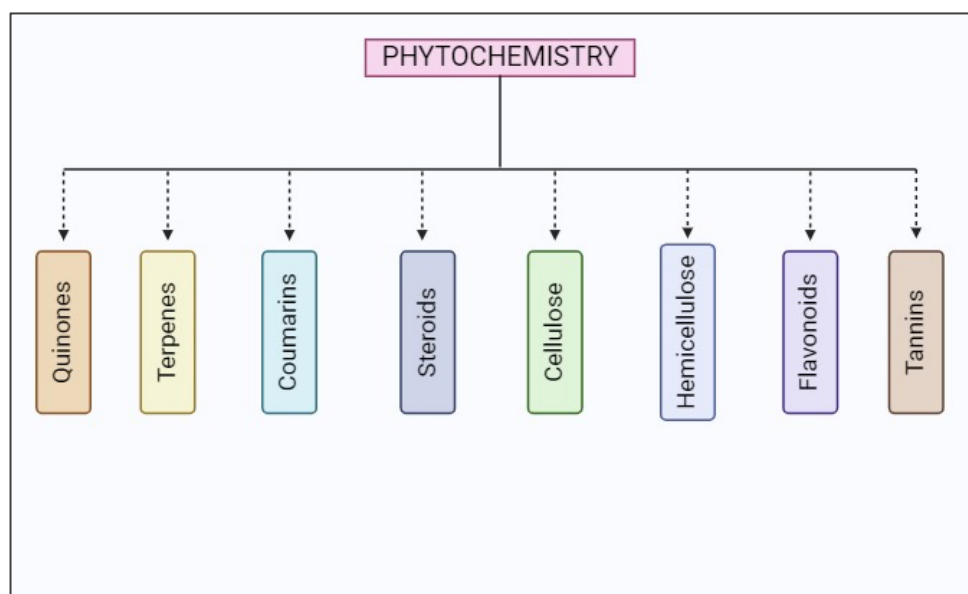 PHYTOCHEMISTRY
Quinones
Terpenes
Coumarins
Steroids
Cellulose
Hemicellulose
Flavonoids
Tannins